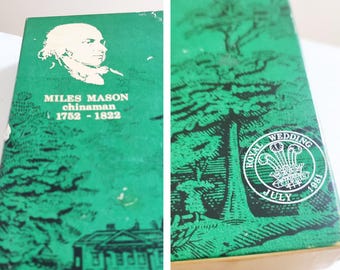 MILES MASON
chinaman
1752 - 1822
ROYAL WEDDING
JULY 1981